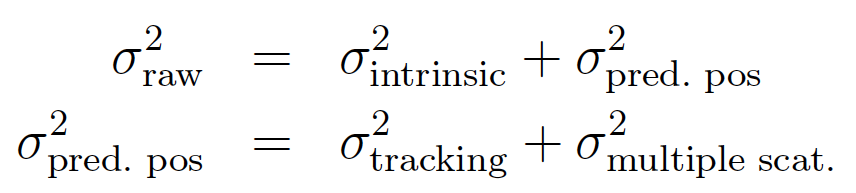 σ²raw = σ²intrinsic + σ²pred. pos
σ²pred. pos = σ²tracking + σ²multiple scat.